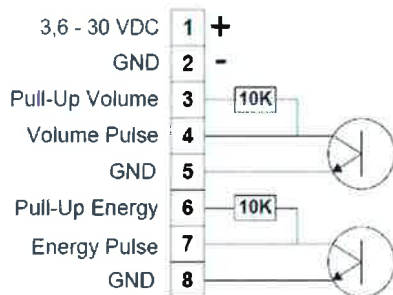 3,6 - 30 VDC 1 +
GND 2 -
Pull-Up Volume 3 10K
Volume Pulse 4
GND 5
Pull-Up Energy 6 10K
Energy Pulse 7
GND 8